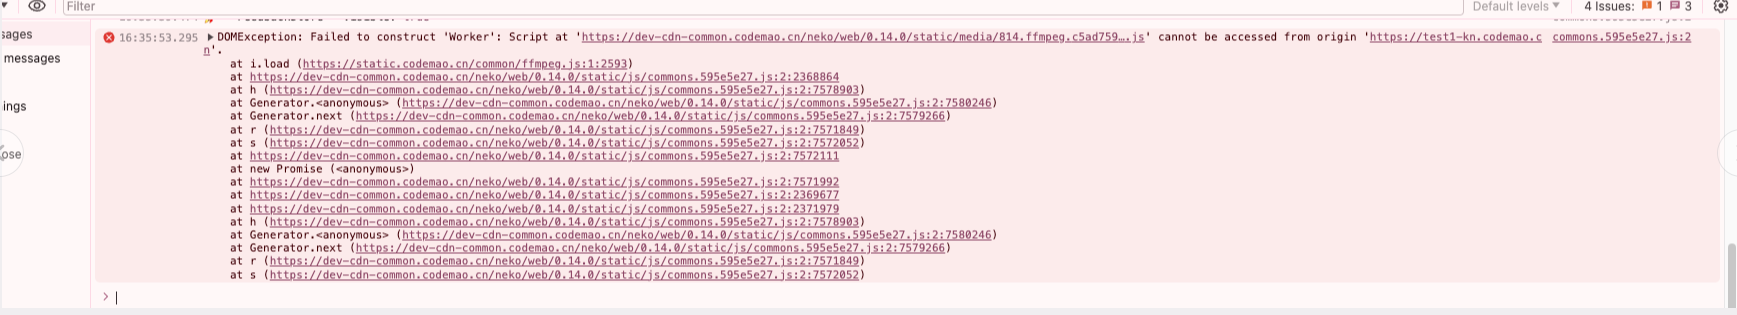 Filter
Default levels
4 Issues: 1 3
sages
messages
ings
ose
16:35:53.295 DOMException: Failed to construct 'Worker': Script at 'https://dev-cdn-common.codemao.cn/neko/web/0.14.0/static/media/814.ffmpeg.c5ad759….js' cannot be accessed from origin 'https://test1-kn.codemao.c commons.595e5e27.js:2
n'.
at i.load (https://static.codemao.cn/common/ffmpeg.js:1:2593)
at https://dev-cdn-common.codemao.cn/neko/web/0.14.0/static/js/commons.595e5e27.js:2:2368864
at h (https://dev-cdn-common.codemao.cn/neko/web/0.14.0/static/js/commons.595e5e27.js:2:7578903)
at Generator.<anonymous> (https://dev-cdn-common.codemao.cn/neko/web/0.14.0/static/js/commons.595e5e27.js:2:7580246)
at Generator.next (https://dev-cdn-common.codemao.cn/neko/web/0.14.0/static/js/commons.595e5e27.js:2:7579266)
at r (https://dev-cdn-common.codemao.cn/neko/web/0.14.0/static/js/commons.595e5e27.js:2:7571849)
at s (https://dev-cdn-common.codemao.cn/neko/web/0.14.0/static/js/commons.595e5e27.js:2:7572052)
at https://dev-cdn-common.codemao.cn/neko/web/0.14.0/static/js/commons.595e5e27.js:2:7572111
at new Promise (<anonymous>)
at https://dev-cdn-common.codemao.cn/neko/web/0.14.0/static/js/commons.595e5e27.js:2:7571992
at https://dev-cdn-common.codemao.cn/neko/web/0.14.0/static/js/commons.595e5e27.js:2:2369677
at https://dev-cdn-common.codemao.cn/neko/web/0.14.0/static/js/commons.595e5e27.js:2:2371979
at h (https://dev-cdn-common.codemao.cn/neko/web/0.14.0/static/js/commons.595e5e27.js:2:7578903)
at Generator.<anonymous> (https://dev-cdn-common.codemao.cn/neko/web/0.14.0/static/js/commons.595e5e27.js:2:7580246)
at Generator.next (https://dev-cdn-common.codemao.cn/neko/web/0.14.0/static/js/commons.595e5e27.js:2:7579266)
at r (https://dev-cdn-common.codemao.cn/neko/web/0.14.0/static/js/commons.595e5e27.js:2:7571849)
at s (https://dev-cdn-common.codemao.cn/neko/web/0.14.0/static/js/commons.595e5e27.js:2:7572052)